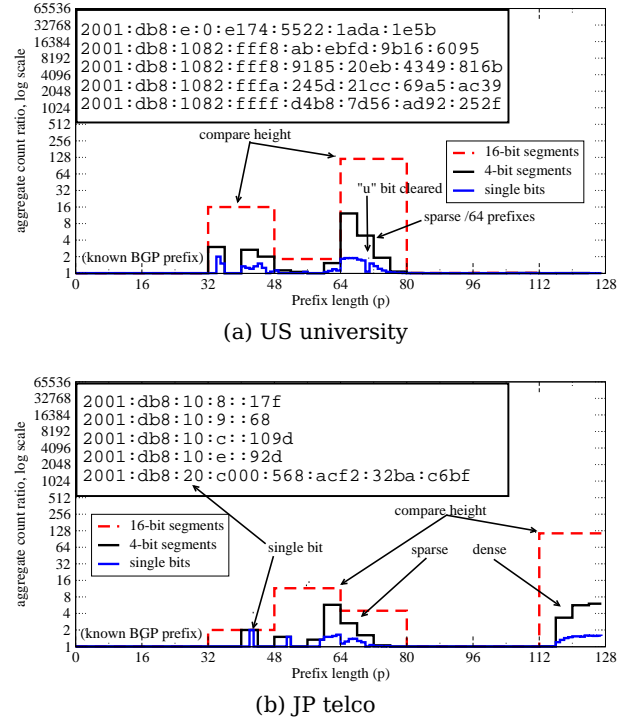 65536
32768
16384
8192
4096
2048
1024
512
256
128
64
32
16
8
4
2
1
aggregate count ratio, log scale
2001:db8:e:0:e174:5522:1ada:1e5b
2001:db8:1082:fff8:ab:ebfd:9b16:6095
2001:db8:1082:fff8:9185:20eb:4349:816b
2001:db8:1082:fffa:245d:21cc:69a5:ac39
2001:db8:1082:ffff:d4b8:7d56:ad92:252f
compare height
16-bit segments
4-bit segments
single bits
"u" bit cleared
sparse /64 prefixes
(known BGP prefix)
0 16 32 48 64 80 96 112 128
Prefix length (p)
(a) US university
65536
32768
16384
8192
4096
2048
1024
512
256
128
64
32
16
8
4
2
1
aggregate count ratio, log scale
2001:db8:10:8::17f
2001:db8:10:9::68
2001:db8:10:c::109d
2001:db8:10:e::92d
2001:db8:20:c000:568:acf2:32ba:c6bf
compare height
16-bit segments
4-bit segments
single bits
single bit
sparse
dense
(known BGP prefix)
0 16 32 48 64 80 96 112 128
Prefix length (p)
(b) JP telco